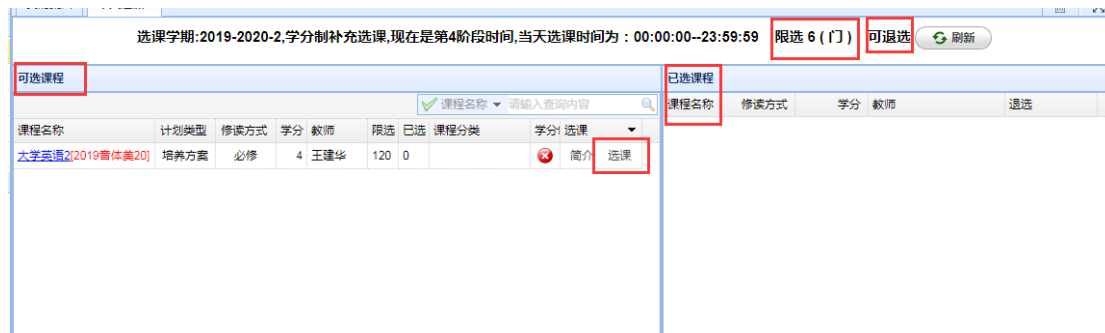 选课学期:2019-2020-2,学分制补充选课,现在是第4阶段时间,当天选课时间为：00:00:00--23:59:59 限选 6 ( 门 ) 可退选 刷新
可选课程
已选课程
课程名称 请输入查询内容
课程名称 修读方式 学分 教师 退选
课程名称 计划类型 修读方式 学分 教师 限选 已选 课程分类 学分 选课
大学英语2[2019音体美20] 培养方案 必修 4 王建华 120 0 简介 选课